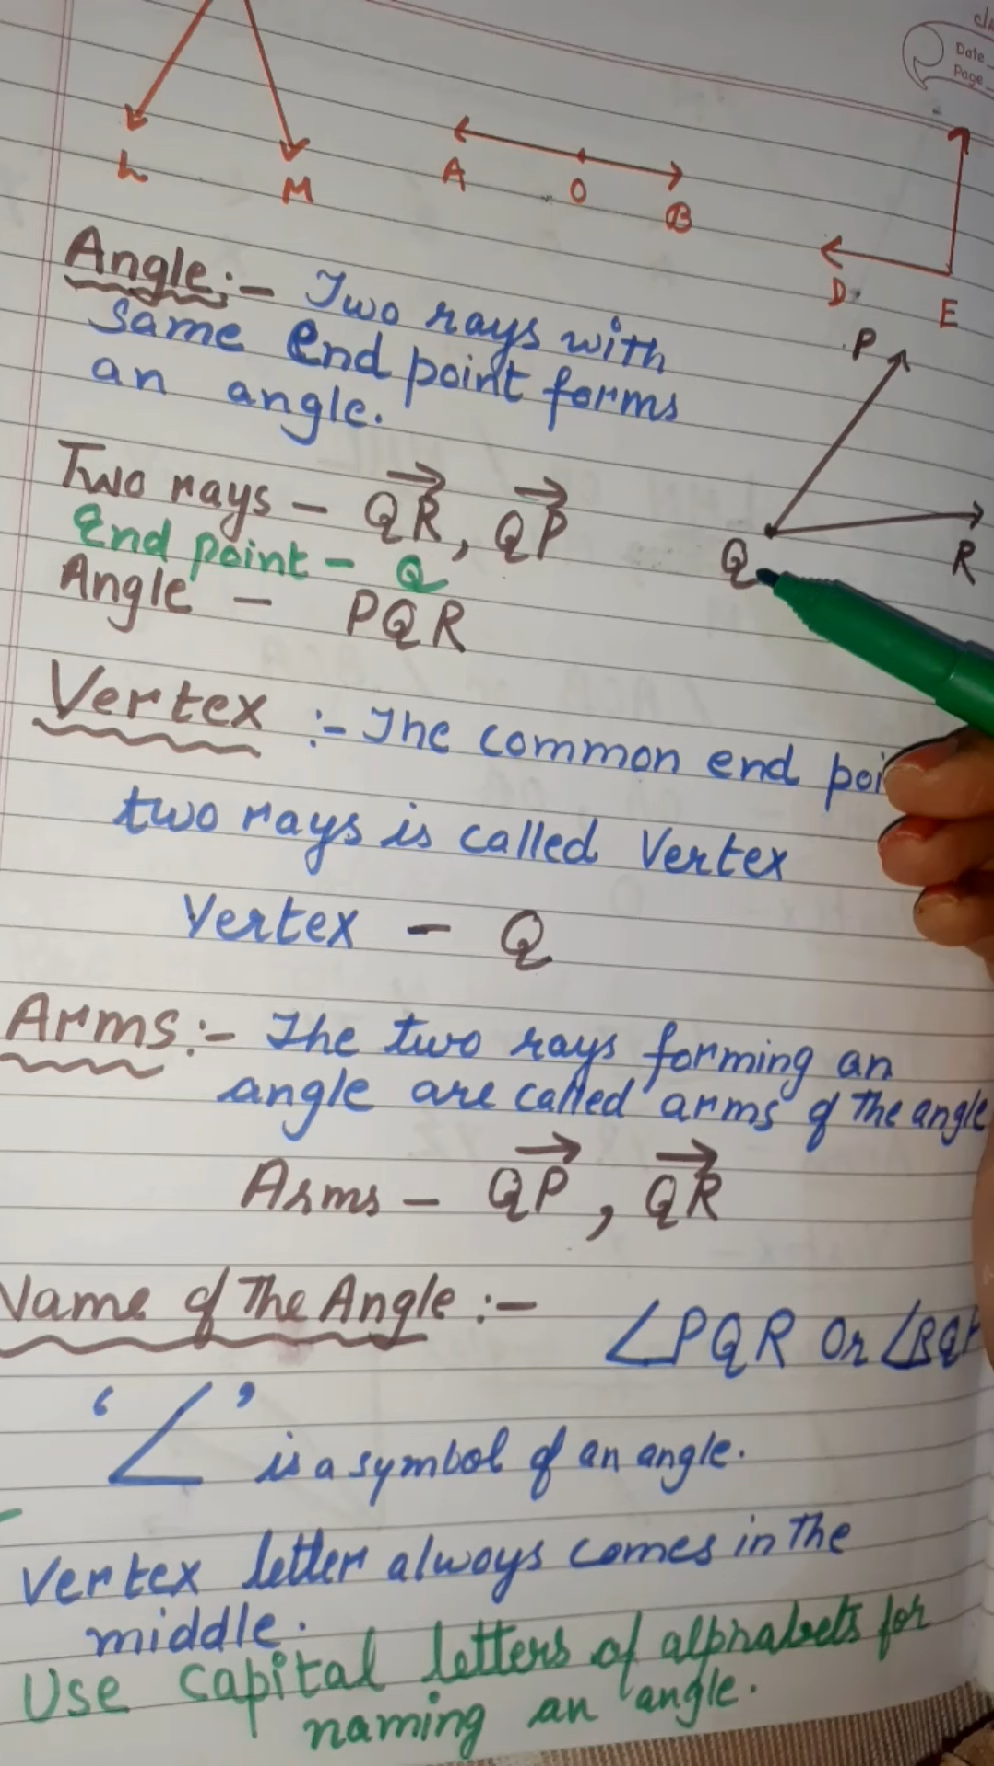 Date
Page
L M A O B
D E
P
Q R
Angle :- Two rays with
same end point forms
an angle.
Two rays - QR, QP
End point - Q
Angle - PQR
Vertex :- The common end poi
two rays is called Vertex
Vertex - Q
Arms :- The two rays forming an
angle are called arms of the angle
Arms - QP, QR
Name of The Angle :-
∠PQR Or
'∠' is a symbol of an angle.
Vertex letter always comes in the
middle.
Use capital letters of alphabets for
naming an angle.